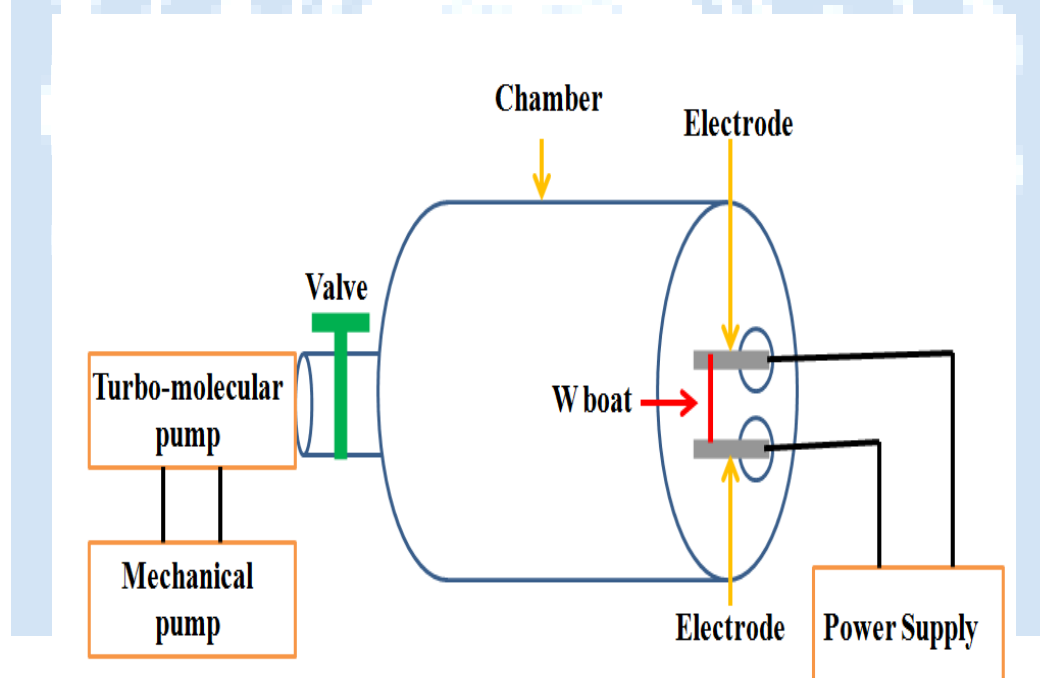 Chamber
Electrode
Valve
Turbo-molecular
pump
W boat
Mechanical
pump
Electrode
Power Supply